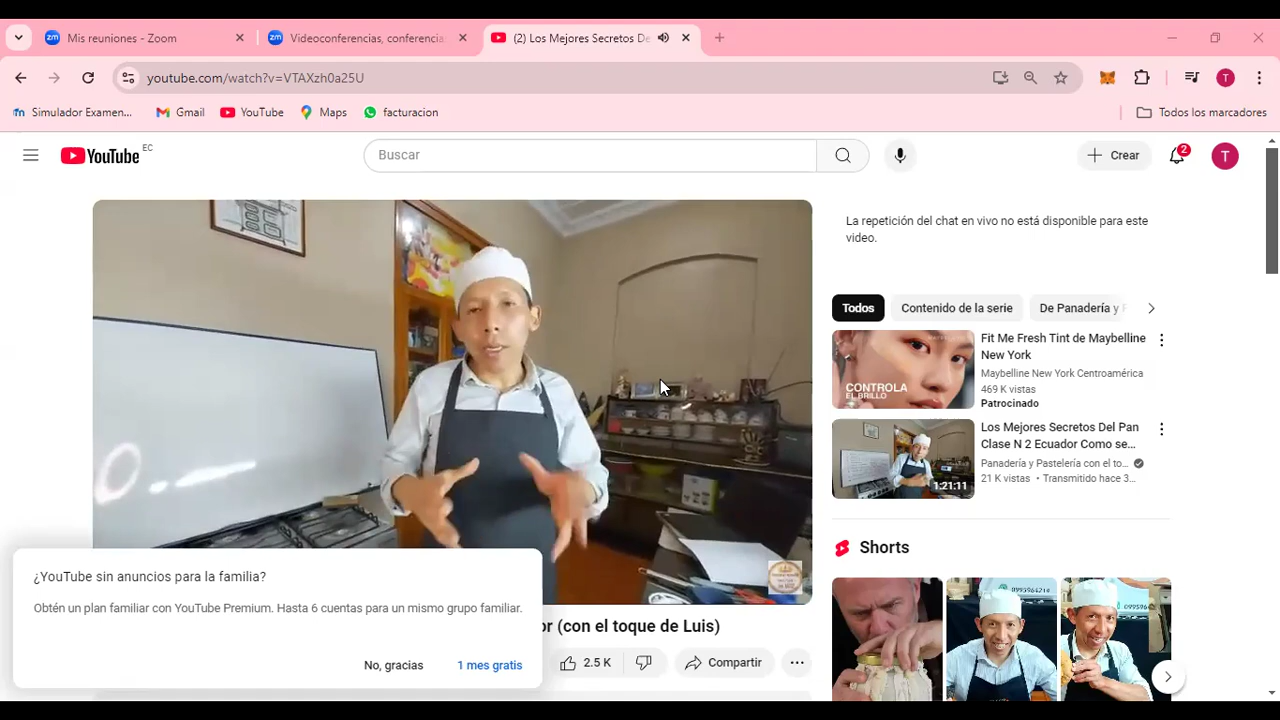 Mis reuniones - Zoom
Videoconferencias, conferencia
(2) Los Mejores Secretos De
youtube.com/watch?v=VTAXzh0a25U
T
Simulador Examen...
Gmail
YouTube
Maps
facturacion
Todos los marcadores
YouTube EC
Buscar
Crear
2
T
La repetición del chat en vivo no está disponible para este
video.
Todos
Contenido de la serie
De Panadería y
Fit Me Fresh Tint de Maybelline
New York
Maybelline New York Centroamérica
469 K vistas
Patrocinado
CONTROLA
EL BRILLO
Los Mejores Secretos Del Pan
Clase N 2 Ecuador Como se...
Panadería y Pastelería con el to...
21 K vistas • Transmitido hace 3...
1:21:11
Shorts
¿YouTube sin anuncios para la familia?
Obtén un plan familiar con YouTube Premium. Hasta 6 cuentas para un mismo grupo familiar.
No, gracias
1 mes gratis
or (con el toque de Luis)
2.5 K
Compartir